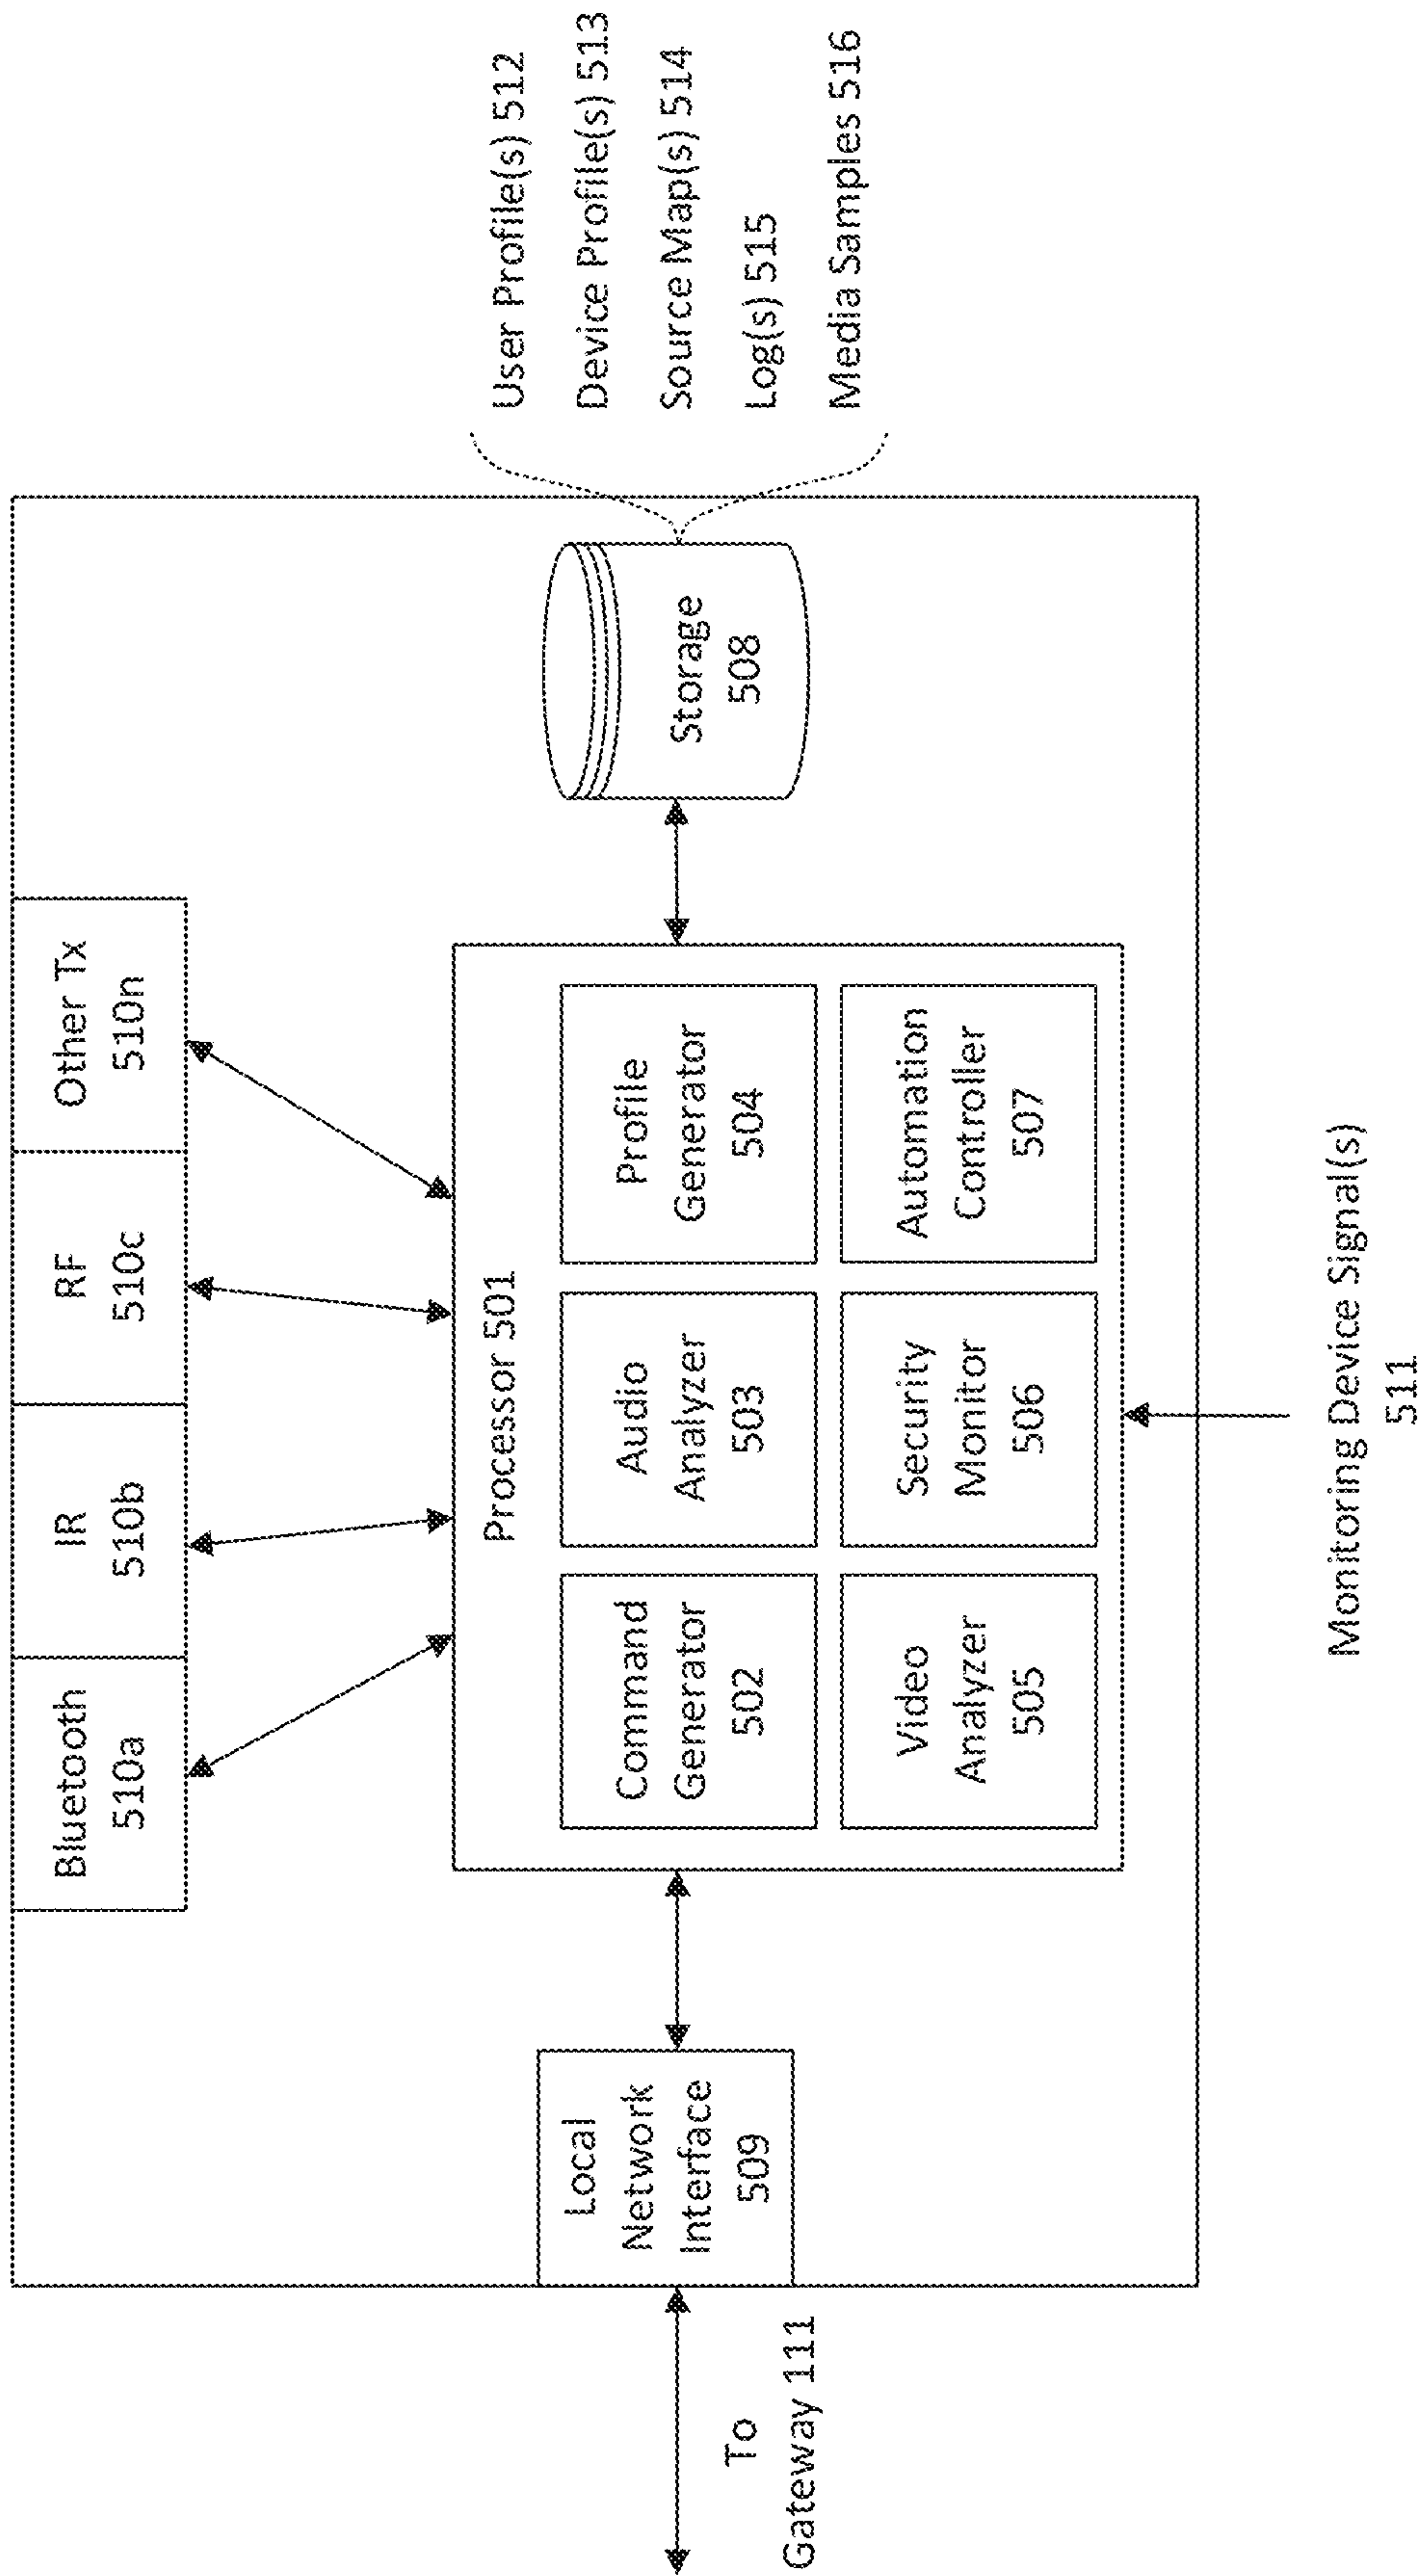 Bluetooth
510a
IR
510b
RF
510c
Other Tx
510n
Processor 501
Command
Generator
502
Audio
Analyzer
503
Profile
Generator
504
Video
Analyzer
505
Security
Monitor
506
Automation
Controller
507
Local
Network
Interface
509
To
Gateway 111
Storage
508
User Profile(s) 512
Device Profile(s) 513
Source Map(s) 514
Log(s) 515
Media Samples 516
Monitoring Device Signal(s)
511